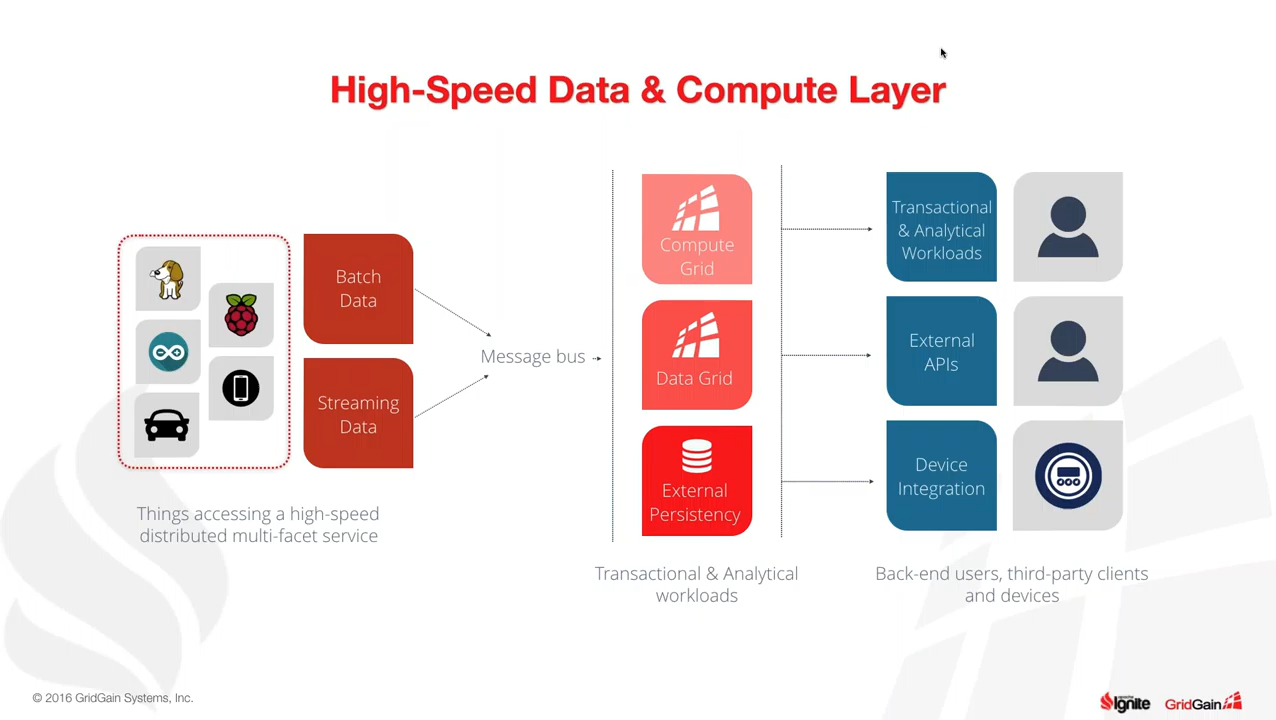 High-Speed Data & Compute Layer
Batch
Data
Streaming
Data
Things accessing a high-speed
distributed multi-facet service
Message bus
Compute
Grid
Data Grid
External
Persistency
Transactional & Analytical
workloads
Transactional
& Analytical
Workloads
External
APIs
Device
Integration
Back-end users, third-party clients
and devices
© 2016 GridGain Systems, Inc.
Ignite
GridGain